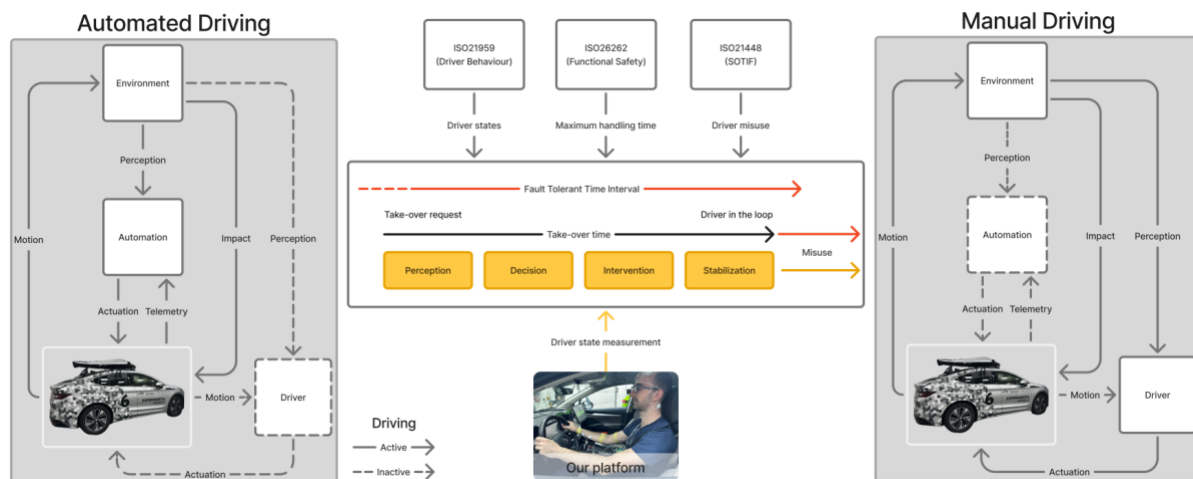 Automated Driving
Environment
Perception
Automation
Motion
Impact
Perception
Actuation
Telemetry
6
Motion
Driver
Actuation
ISO21959
(Driver Behaviour)
ISO26262
(Functional Safety)
ISO21448
(SOTIF)
Driver states
Maximum handling time
Driver misuse
Fault Tolerant Time Interval
Take-over request
Driver in the loop
Take-over time
Misuse
Perception
Decision
Intervention
Stabilization
Driver state measurement
Our platform
Driving
Active
Inactive
Manual Driving
Environment
Perception
Automation
Motion
Impact
Perception
Actuation
Telemetry
6
Motion
Driver
Actuation